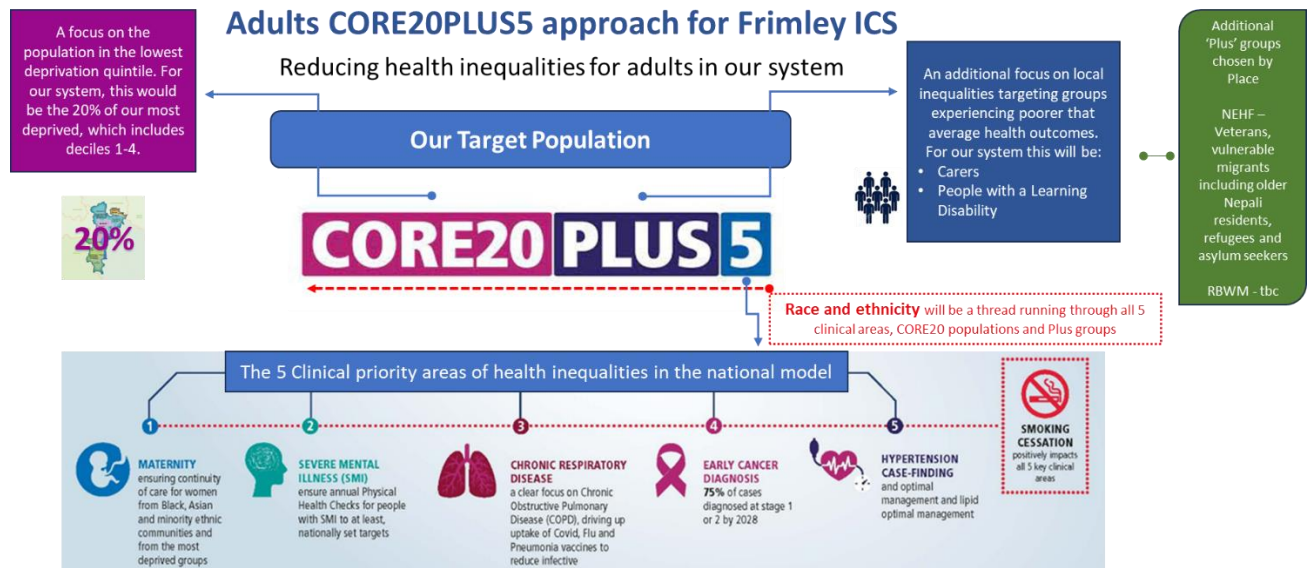 Adults CORE20PLUS5 approach for Frimley ICS
Reducing health inequalities for adults in our system
A focus on the
population in the lowest
deprivation quintile. For
our system, this would
be the 20% of our most
deprived, which includes
deciles 1-4.
20%
Our Target Population
CORE20 PLUS 5
An additional focus on local
inequalities targeting groups
experiencing poorer that
average health outcomes.
For our system this will be:
• Carers
• People with a Learning
Disability
Additional
‘Plus’ groups
chosen by
Place
NEHF –
Veterans,
vulnerable
migrants
including older
Nepali
residents,
refugees and
asylum seekers
RBWM - tbc
Race and ethnicity will be a thread running through all 5
clinical areas, CORE20 populations and Plus groups
The 5 Clinical priority areas of health inequalities in the national model
1
MATERNITY
ensuring continuity
of care for women
from Black, Asian
and minority ethnic
communities and
from the most
deprived groups
2
SEVERE MENTAL
ILLNESS (SMI)
ensure annual Physical
Health Checks for people
with SMI to at least,
nationally set targets
3
CHRONIC RESPIRATORY
DISEASE
a clear focus on Chronic
Obstructive Pulmonary
Disease (COPD), driving up
uptake of Covid, Flu and
Pneumonia vaccines to
reduce infective
4
EARLY CANCER
DIAGNOSIS
75% of cases
diagnosed at stage 1
or 2 by 2028
5
HYPERTENSION
CASE-FINDING
and optimal
management and lipid
optimal management
SMOKING
CESSATION
positively impacts
all 5 key clinical
areas